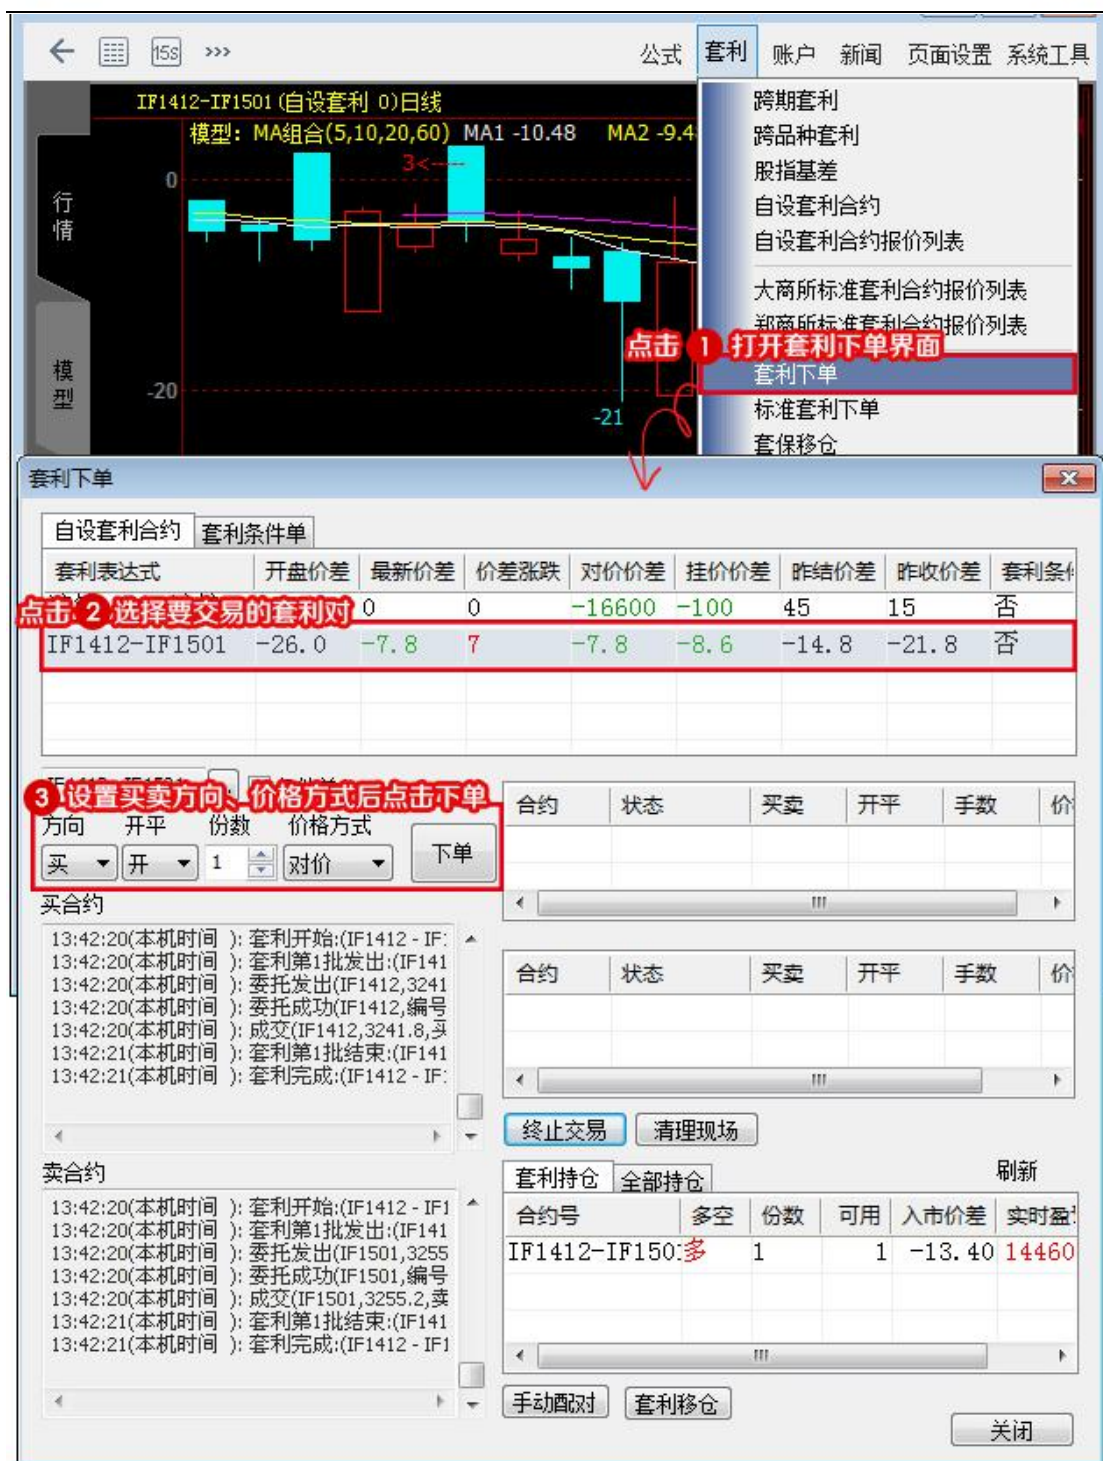 15s >>>
公式 套利 账户 新闻 页面设置 系统工具
IF1412-IF1501(自设套利 0)日线
模型: MA组合(5,10,20,60) MA1 -10.48 MA2 -9.4
3<----
0
-20
-21
行情
模型
跨期套利
跨品种套利
股指基差
自设套利合约
自设套利合约报价列表
大商所标准套利合约报价列表
郑商所标准套利合约报价列表
点击 1 打开套利下单界面
套利下单
标准套利下单
套保移仓
套利下单
自设套利合约 套利条件单
套利表达式 开盘价差 最新价差 价差涨跌 对价价差 挂价价差 昨结价差 昨收价差 套利条件
点击 2 选择要交易的套利对
0 0 -16600 -100 45 15 否
IF1412-IF1501 -26.0 -7.8 7 -7.8 -8.6 -14.8 -21.8 否
3 设置买卖方向、价格方式后点击下单
方向 开平 份数 价格方式
买 开 1 对价 下单
合约 状态 买卖 开平 手数 价
买合约
13:42:20(本机时间 ): 套利开始:(IF1412 - IF:
13:42:20(本机时间 ): 套利第1批发出:(IF141
13:42:20(本机时间 ): 委托发出(IF1412,3241
13:42:20(本机时间 ): 委托成功(IF1412,编号
13:42:20(本机时间 ): 成交(IF1412,3241.8,买
13:42:21(本机时间 ): 套利第1批结束:(IF141
13:42:21(本机时间 ): 套利完成:(IF1412 - IF:
合约 状态 买卖 开平 手数 价
终止交易 清理现场
卖合约
13:42:20(本机时间 ): 套利开始:(IF1412 - IF1
13:42:20(本机时间 ): 套利第1批发出:(IF141
13:42:20(本机时间 ): 委托发出(IF1501,3255
13:42:20(本机时间 ): 委托成功(IF1501,编号
13:42:20(本机时间 ): 成交(IF1501,3255.2,卖
13:42:21(本机时间 ): 套利第1批结束:(IF141
13:42:21(本机时间 ): 套利完成:(IF1412 - IF1
套利持仓 全部持仓 刷新
合约号 多空 份数 可用 入市价差 实时盈
IF1412-IF150 多 1 1 -13.40 14460
手动配对 套利移仓
关闭